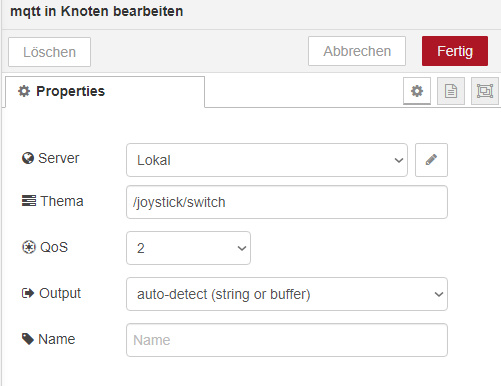 mqtt in Knoten bearbeiten
Löschen Abbrechen Fertig
Properties
Server Lokal
Thema /joystick/switch
QoS 2
Output auto-detect (string or buffer)
Name Name